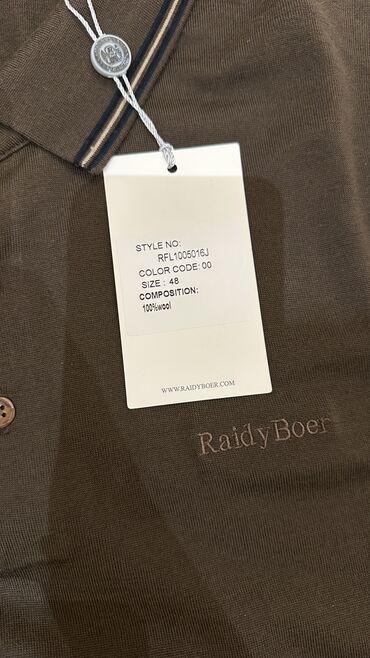 STYLE NO:
RFL1005016J
COLOR CODE: 00
SIZE : 48
COMPOSITION:
100%wool
WWW.RAIDYBOER.COM
RaidyBoer